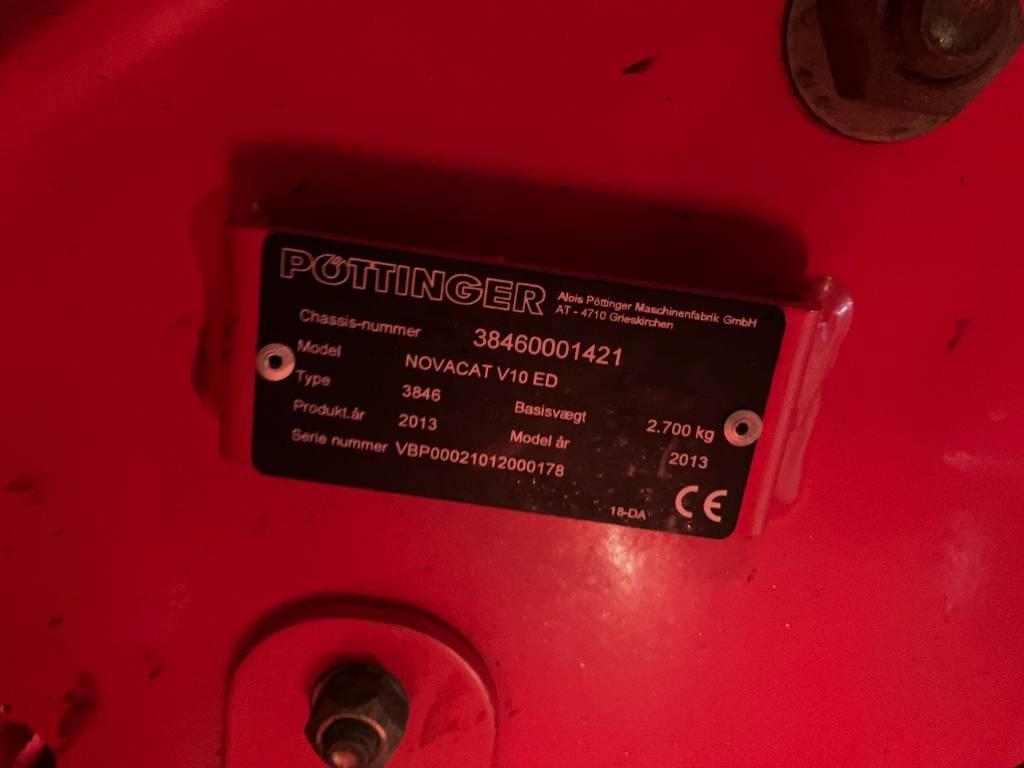 PÖTTINGER
Alois Pöttinger Maschinenfabrik GmbH
AT - 4710 Grieskirchen
Chassis-nummer 38460001421
Model NOVACAT V10 ED
Type 3846 Basisvægt 2.700 kg
Produkt.år 2013 Model år 2013
Serie nummer VBP00021012000178
18-DA CE